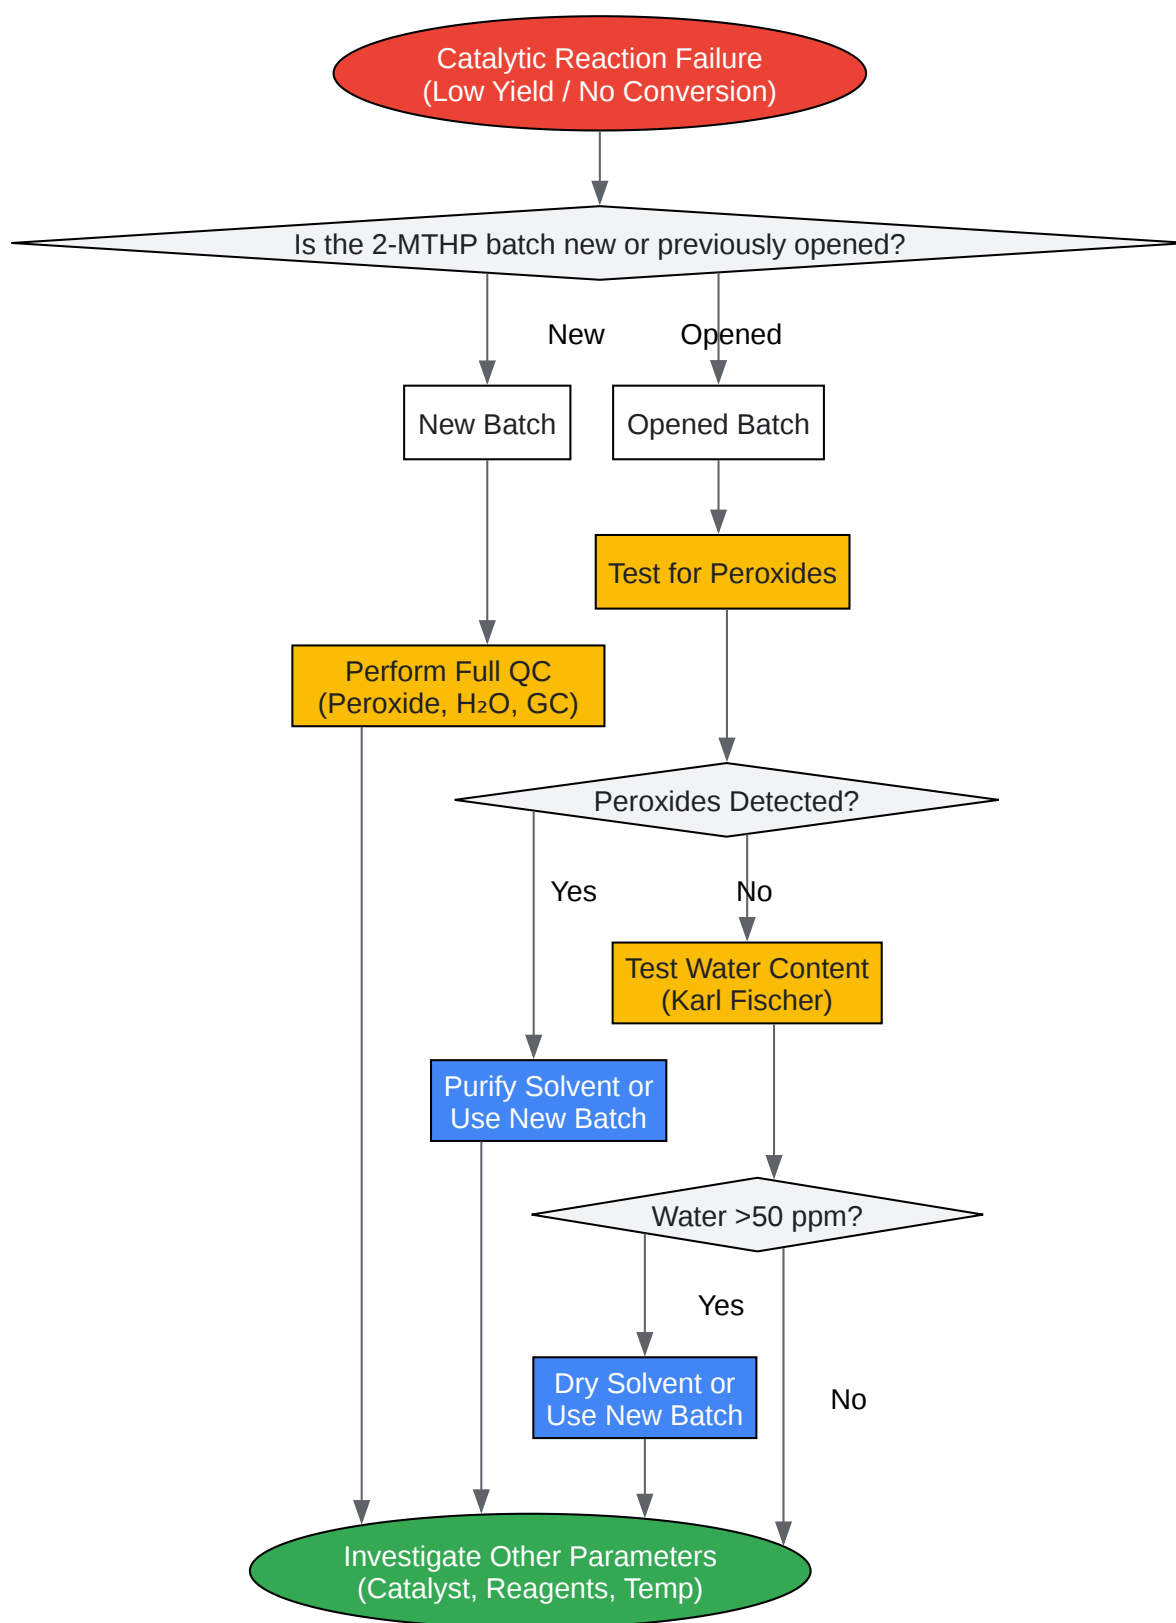 Catalytic Reaction Failure
(Low Yield / No Conversion)
Is the 2-MTHP batch new or previously opened?
New
Opened
New Batch
Opened Batch
Test for Peroxides
Perform Full QC
(Peroxide, H₂O, GC)
Peroxides Detected?
Yes
No
Test Water Content
(Karl Fischer)
Purify Solvent or
Use New Batch
Water >50 ppm?
Yes
Dry Solvent or
Use New Batch
No
Investigate Other Parameters
(Catalyst, Reagents, Temp)